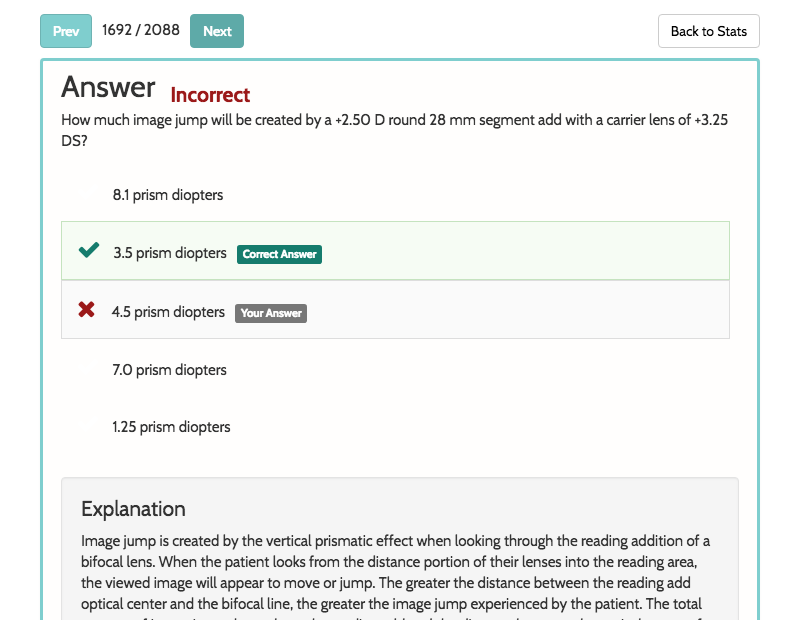 Prev 1692 / 2088 Next Back to Stats
Answer Incorrect
How much image jump will be created by a +2.50 D round 28 mm segment add with a carrier lens of +3.25
DS?
8.1 prism diopters
3.5 prism diopters Correct Answer
4.5 prism diopters Your Answer
7.0 prism diopters
1.25 prism diopters
Explanation
Image jump is created by the vertical prismatic effect when looking through the reading addition of a
bifocal lens. When the patient looks from the distance portion of their lenses into the reading area,
the viewed image will appear to move or jump. The greater the distance between the reading add
optical center and the bifocal line, the greater the image jump experienced by the patient. The total